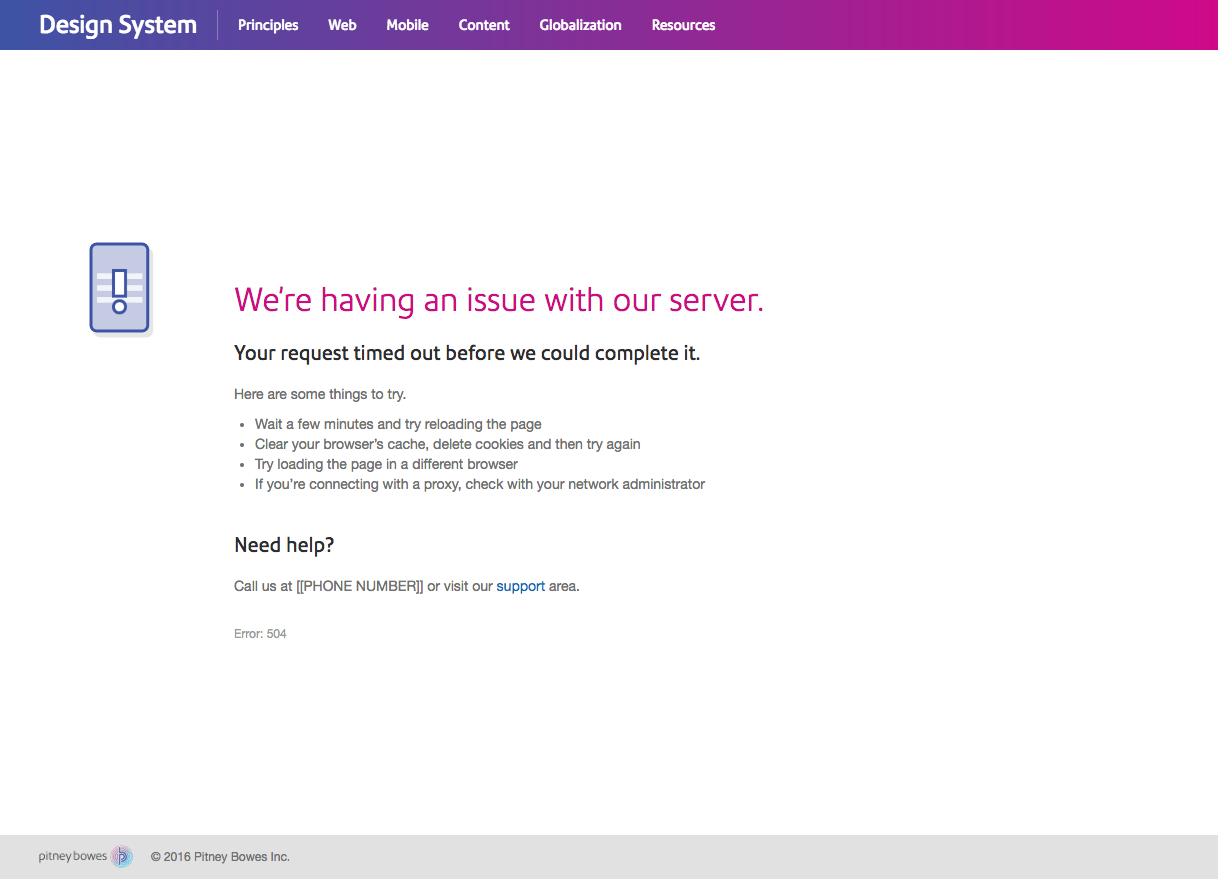 Design System Principles Web Mobile Content Globalization Resources
We're having an issue with our server.
Your request timed out before we could complete it.
Here are some things to try.
• Wait a few minutes and try reloading the page
• Clear your browser's cache, delete cookies and then try again
• Try loading the page in a different browser
• If you're connecting with a proxy, check with your network administrator
Need help?
Call us at [[PHONE NUMBER]] or visit our support area.
Error: 504
pitney bowes © 2016 Pitney Bowes Inc.